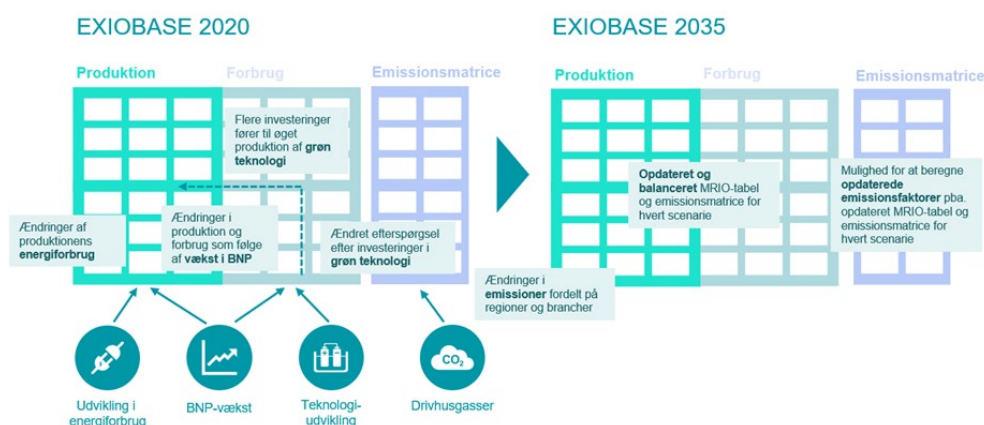 EXIOBASE 2020
Produktion
Forbrug
Emissionsmatrice
Flere investeringer
fører til øget
produktion af grøn
teknologi
Ændringer af
produktionens
energiforbrug
Ændringer i
produktion og
forbrug som følge
af vækst i BNP
Ændret efterspørgsel
efter investeringer i
grøn teknologi
Udvikling i
energiforbrug
BNP-vækst
Teknologi-
udvikling
CO2
Drivhusgasser
EXIOBASE 2035
Produktion
Forbrug
Emissionsmatrice
Opdateret og
balanceret MRIO-tabel
og emissionsmatrice for
hvert scenarie
Mulighed for at beregne
opdaterede
emissionsfaktorer pba.
opdateret MRIO-tabel og
emissionsmatrice for
hvert scenarie
Ændringer i
emissioner fordelt på
regioner og brancher